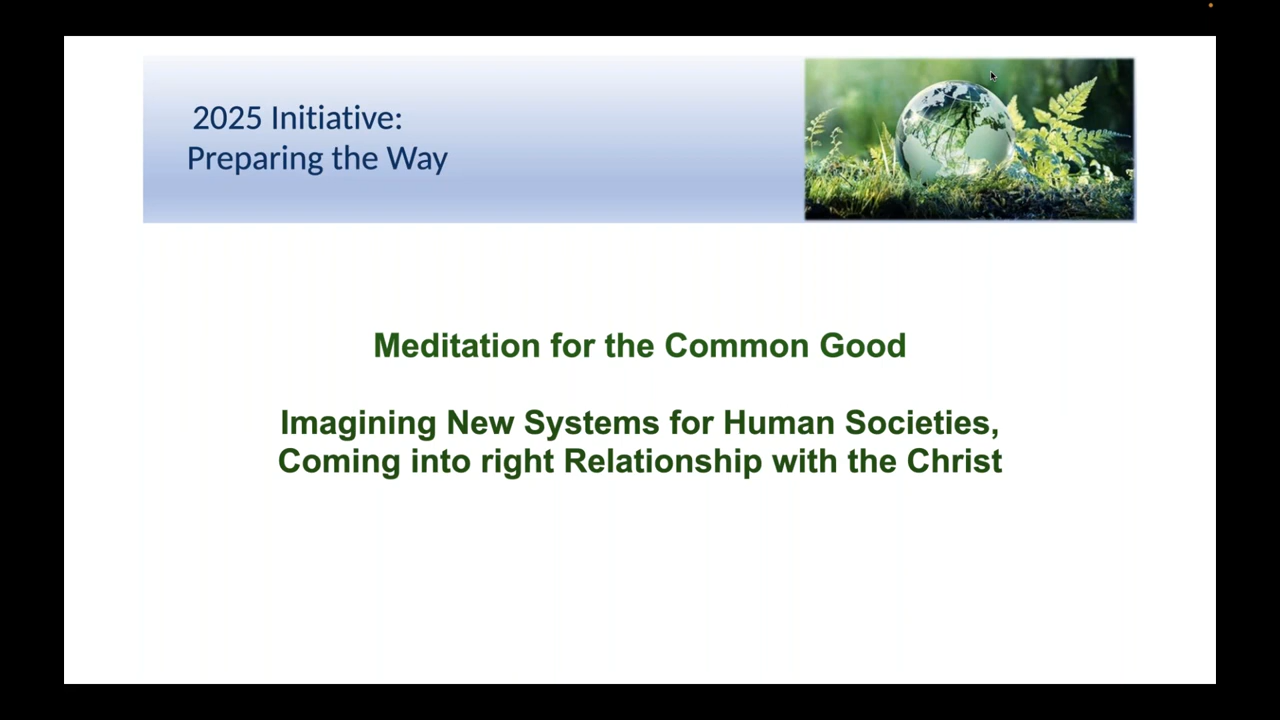 2025 Initiative:
Preparing the Way
Meditation for the Common Good
Imagining New Systems for Human Societies,
Coming into right Relationship with the Christ